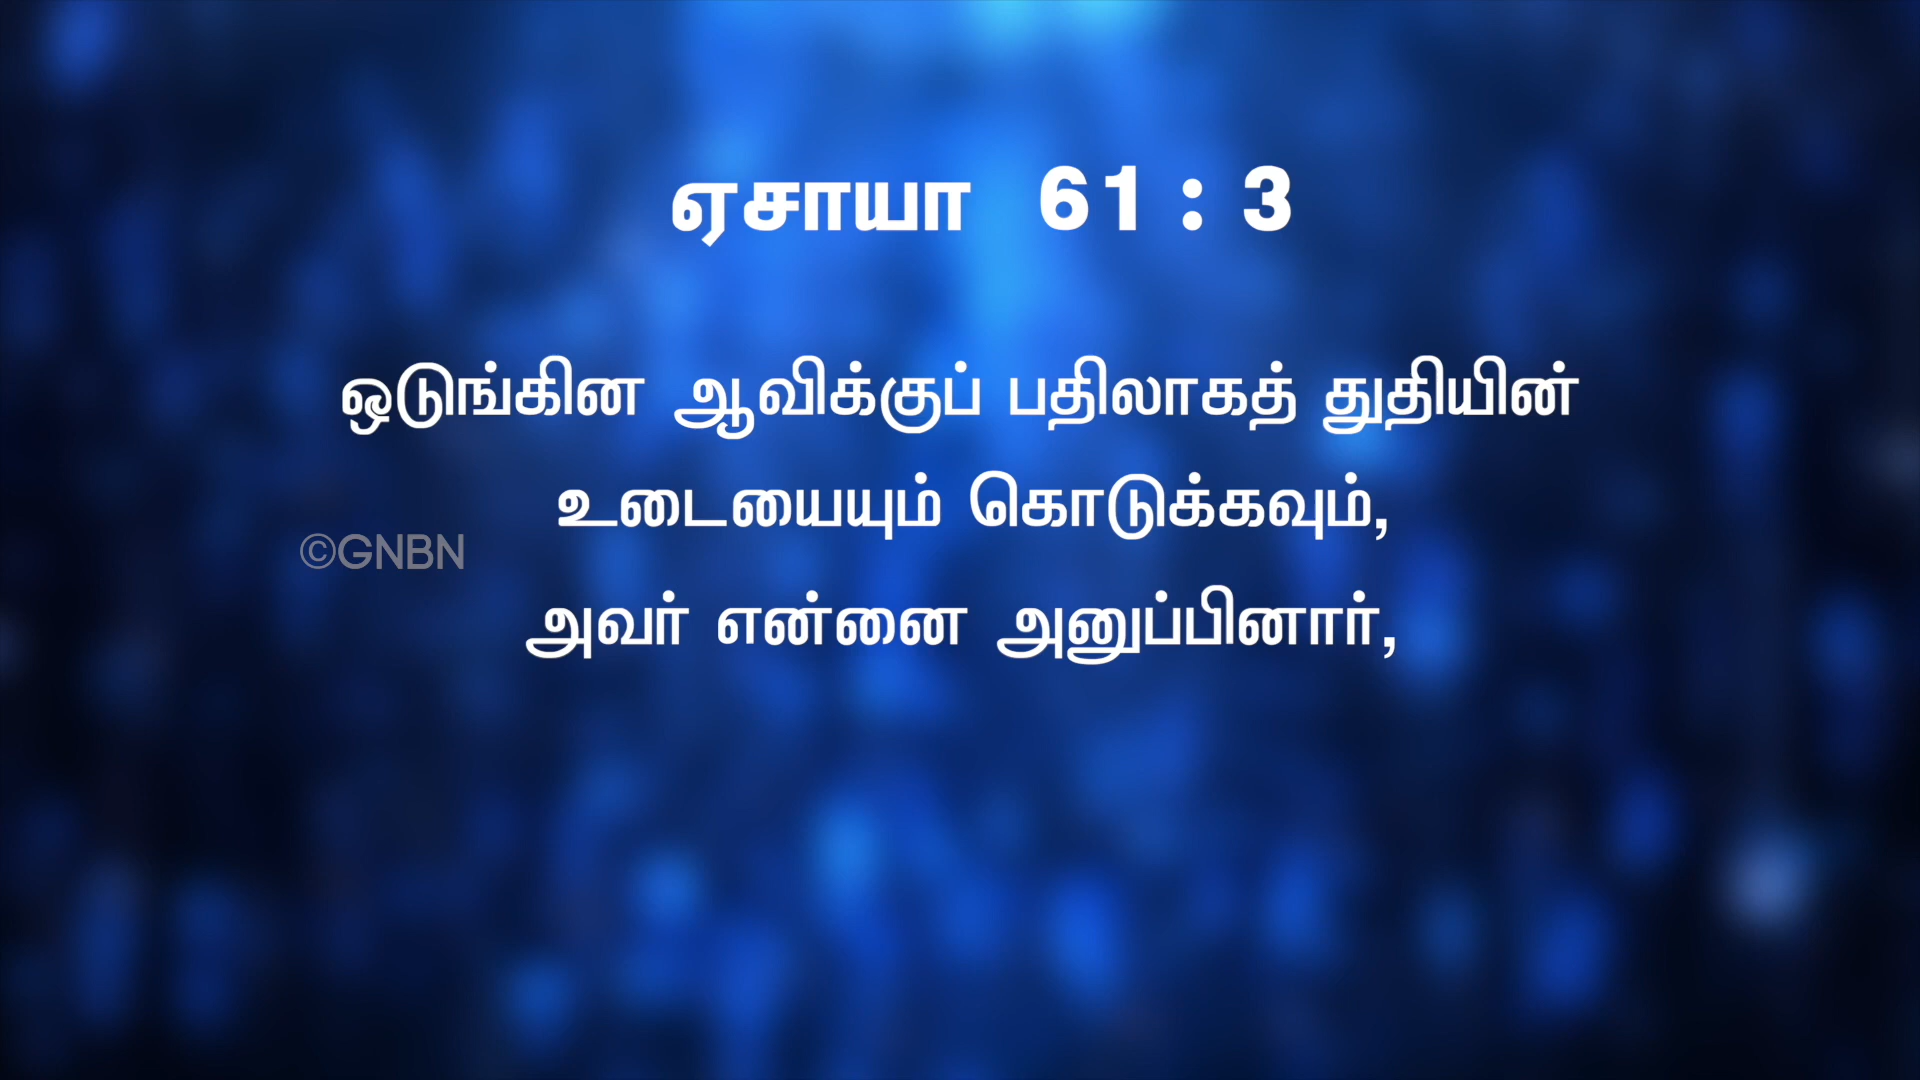 ஏசாயா 61 : 3
ஒடுங்கின ஆவிக்குப் பதிலாகத் துதியின்
உடையையும் கொடுக்கவும்,
©GNBN
அவர் என்னை அனுப்பினார்,